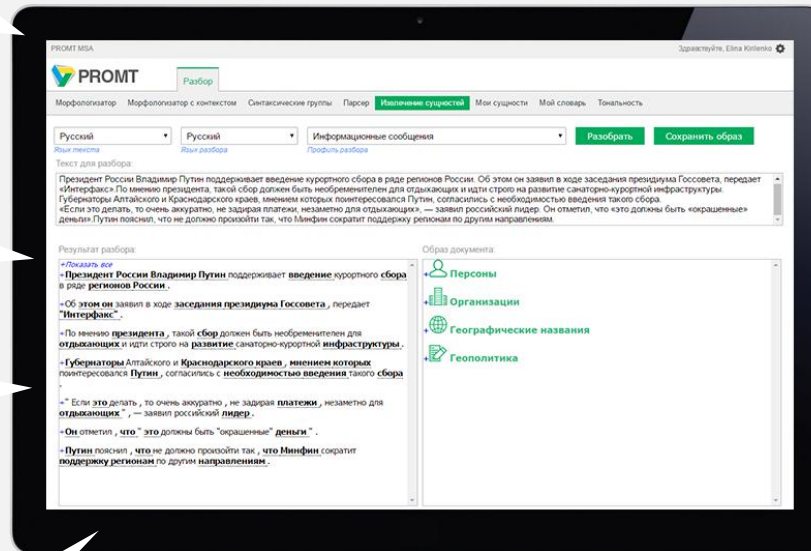 PROMT MSA
Здравствуйте, Elina Kirilenko
PROMT
Разбор
Морфологизатор Морфологизатор с контекстом Синтаксические группы Парсер Извлечение сущностей Мои сущности Мой словарь Тональность
Русский Русский Информационные сообщения Разобрать Сохранить образ
Язык текста Язык разбора Профиль разбора
Текст для разбора:
Президент России Владимир Путин поддерживает введение курортного сбора в ряде регионов России. Об этом он заявил в ходе заседания президиума Госсовета, передает
«Интерфакс».По мнению президента, такой сбор должен быть необременителен для отдыхающих и идти строго на развитие санаторно-курортной инфраструктуры.
Губернаторы Алтайского и Краснодарского краев, мнением которых поинтересовался Путин, согласились с необходимостью введения такого сбора.
«Если это делать, то очень аккуратно, не задирая платежи, незаметно для отдыхающих», — заявил российский лидер. Он отметил, что «это должны быть «окрашенные»
деньги».Путин пояснил, что не должно произойти так, что Минфин сократит поддержку регионам по другим направлениям.
Результат разбора:
+Показать все
+Президент России Владимир Путин поддерживает введение курортного сбора
в ряде регионов России .
+Об этом он заявил в ходе заседания президиума Госсовета , передает
"Интерфакс" .
+По мнению президента , такой сбор должен быть необременителен для
отдыхающих и идти строго на развитие санаторно-курортной инфраструктуры .
+Губернаторы Алтайского и Краснодарского краев , мнением которых
поинтересовался Путин , согласились с необходимостью введения такого сбора
.
+" Если это делать , то очень аккуратно , не задирая платежи , незаметно для
отдыхающих " , — заявил российский лидер .
+Он отметил , что " это должны быть "окрашенные" деньги " .
+Путин пояснил , что не должно произойти так , что Минфин сократит
поддержку регионам по другим направлениям .
Образ документа:
+Персоны
+Организации
+Географические названия
+Геополитика